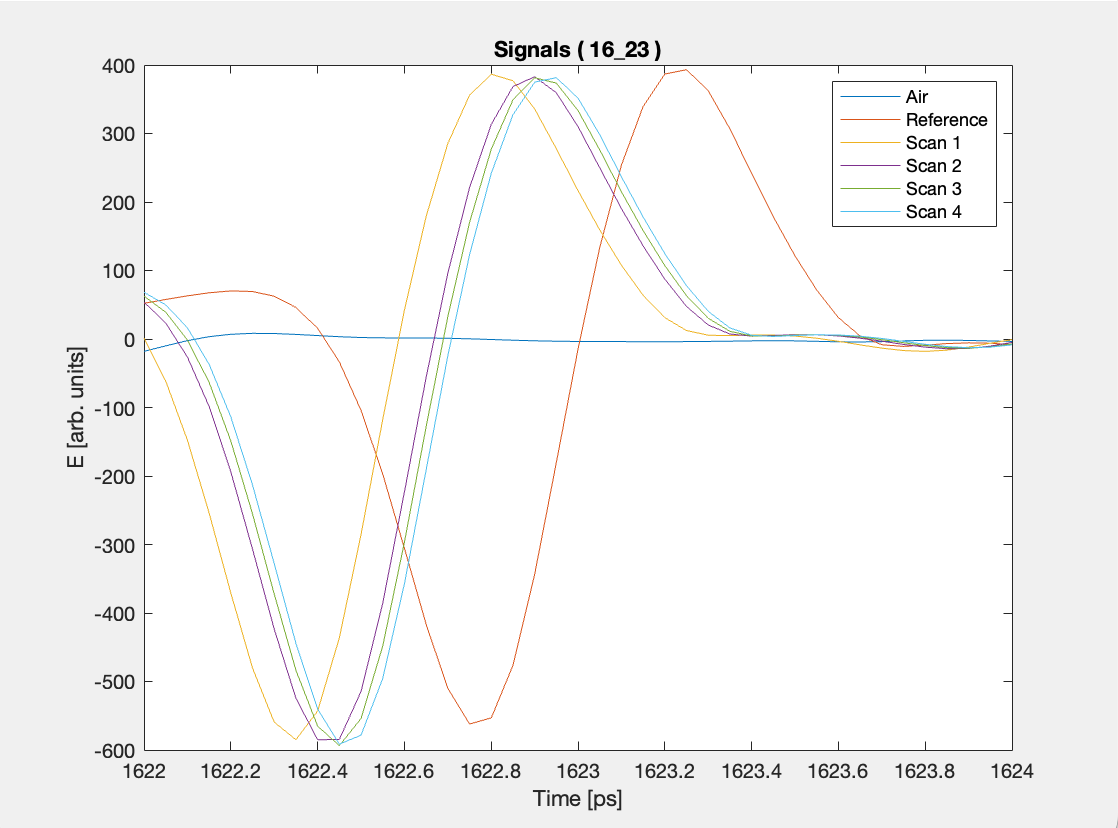 Signals ( 16_23 )
400
300
200
100
0
-100
-200
-300
-400
-500
-600
E [arb. units]
1622 1622.2 1622.4 1622.6 1622.8 1623 1623.2 1623.4 1623.6 1623.8 1624
Time [ps]
Air
Reference
Scan 1
Scan 2
Scan 3
Scan 4